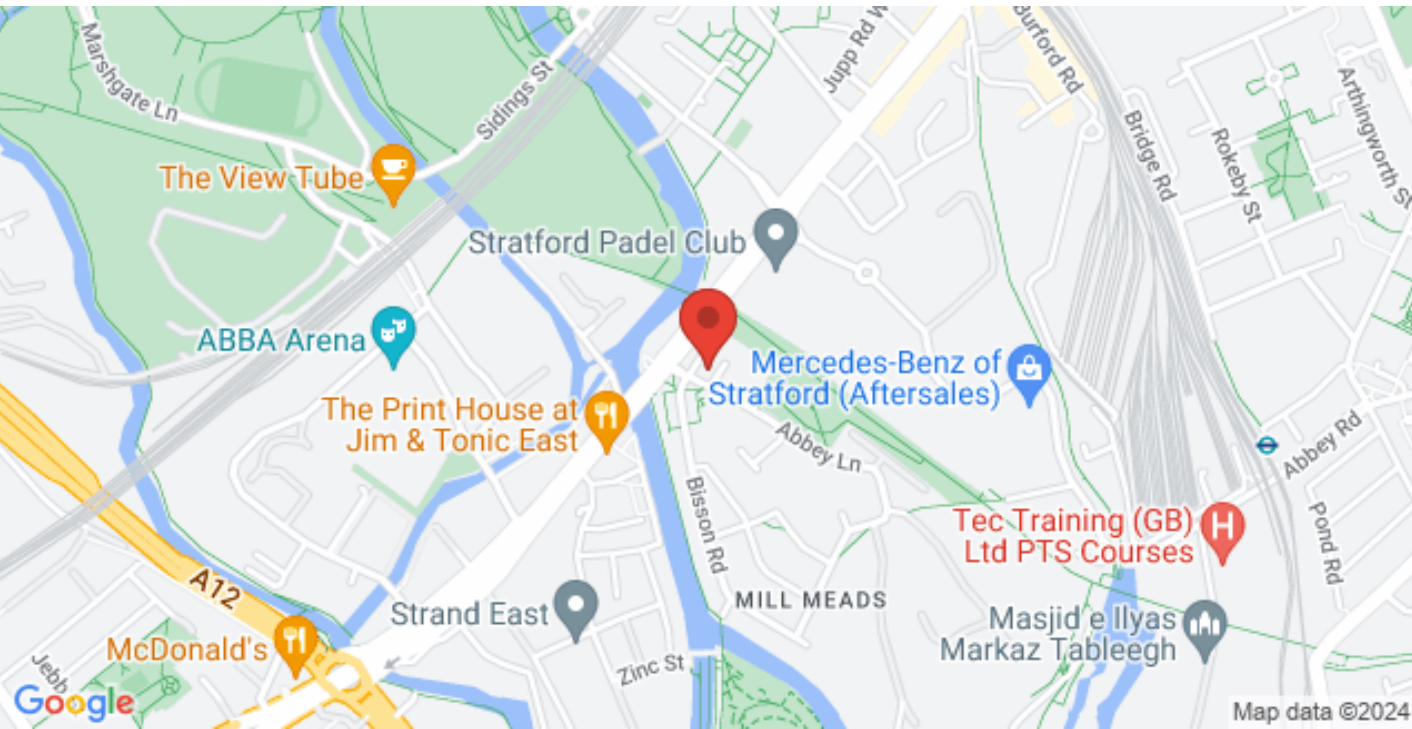 Marshgate Ln
Sidings St
Jupp Rd W
Burford Rd
Bridge Rd
Rokeby St
Arthingworth St
The View Tube
Stratford Padel Club
ABBA Arena
Mercedes-Benz of
Stratford (Aftersales)
The Print House at
Jim & Tonic East
Abbey Ln
Abbey Rd
Bisson Rd
Tec Training (GB)
Ltd PTS Courses
Pond Rd
A12
Strand East
MILL MEADS
Masjid e Ilyas
Markaz Tableegh
McDonald's
Zinc St
Jebb
Google
Map data ©2024